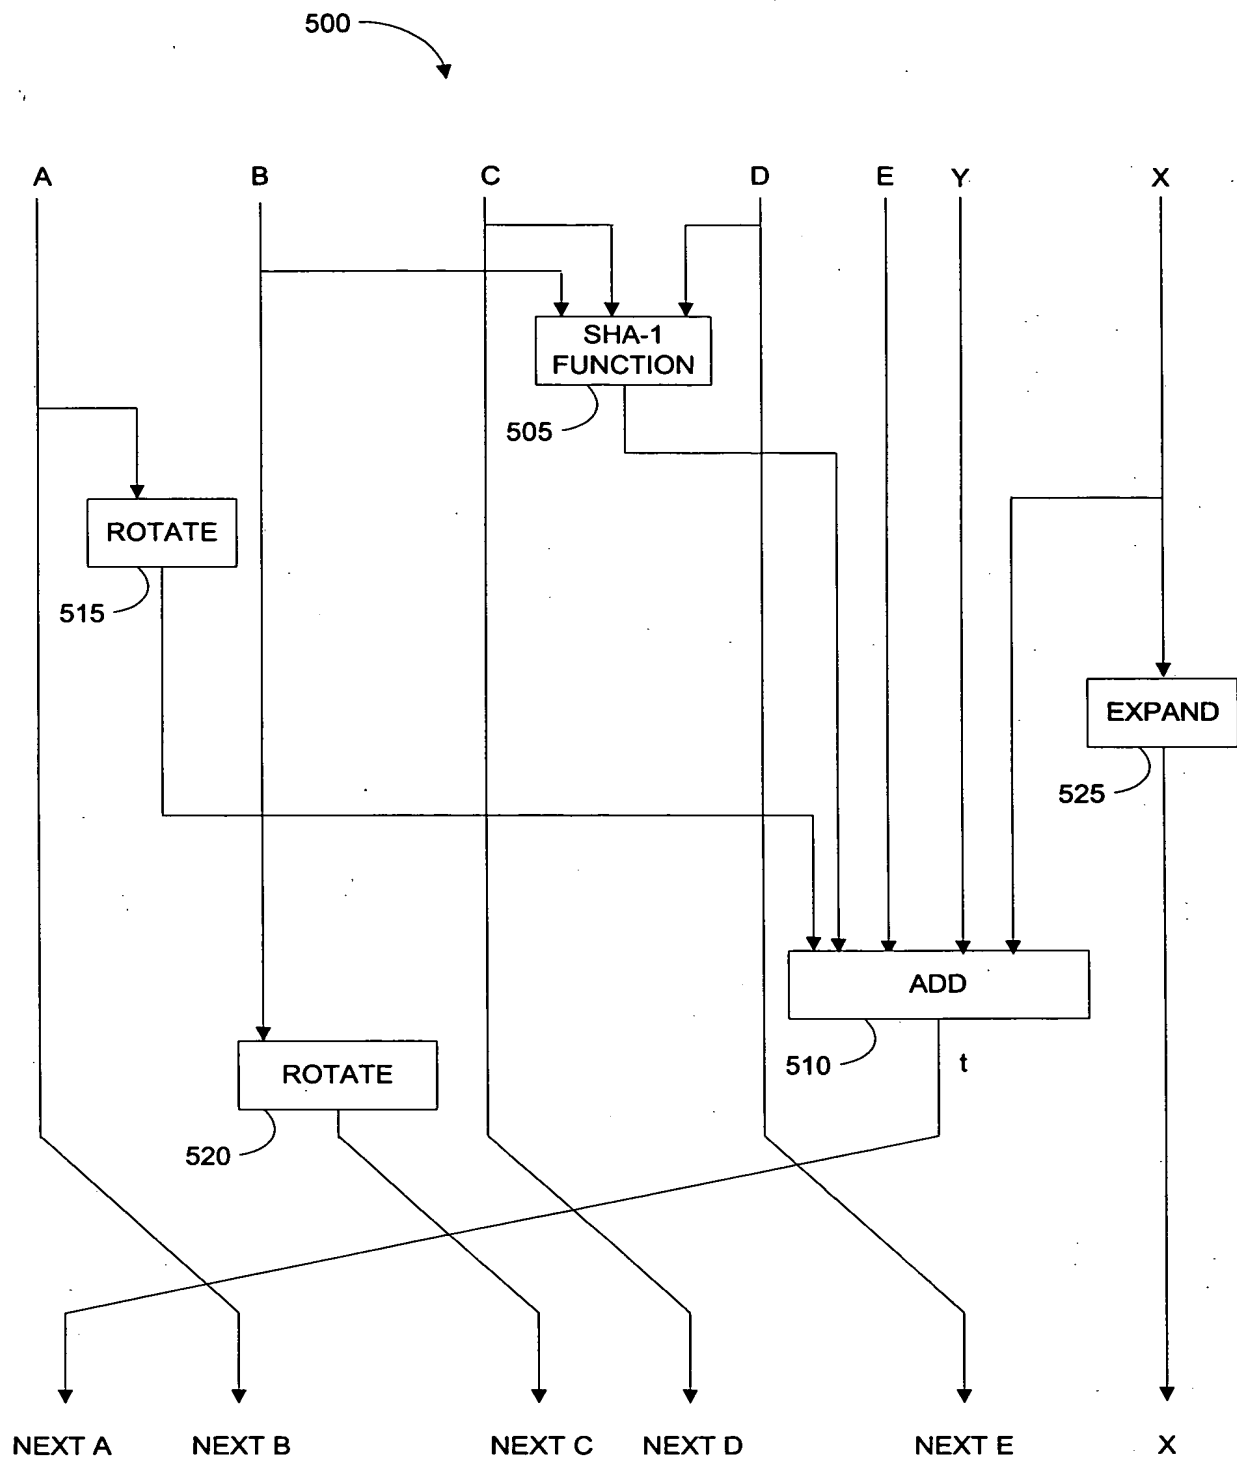 500
A B C D E Y X
SHA-1
FUNCTION
505
ROTATE
515
EXPAND
525
ADD
510
t
ROTATE
520
NEXT A NEXT B NEXT C NEXT D NEXT E X